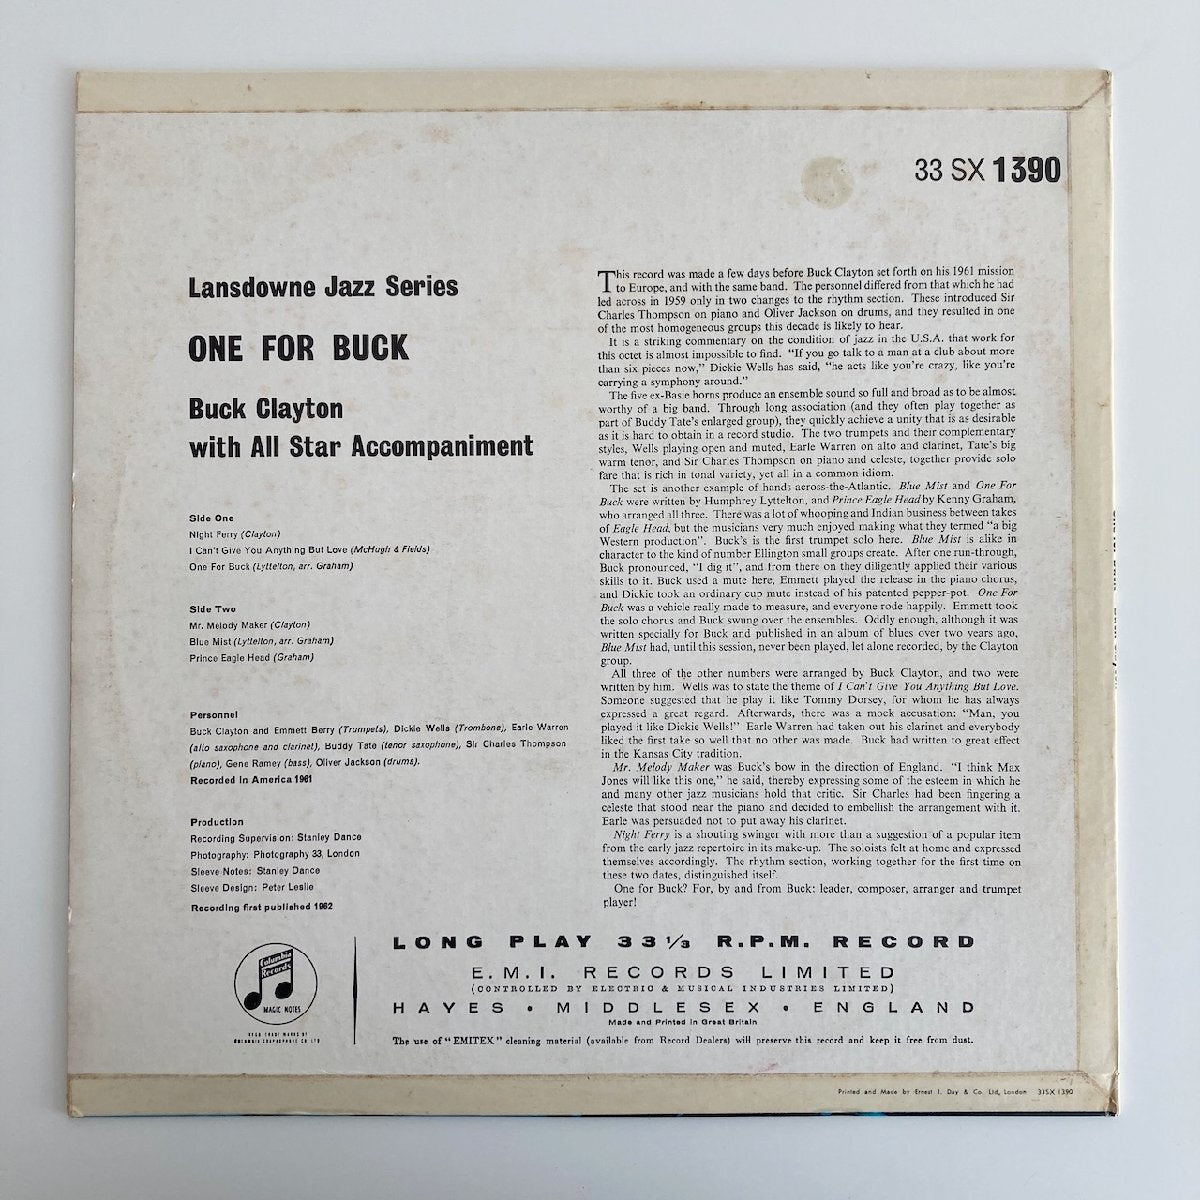 33 SX 1390
Lansdowne Jazz Series
ONE FOR BUCK
Buck Clayton
with All Star Accompaniment
Side One
Night Ferry (Clayton)
I Can't Give You Anything But Love (McHugh & Fields)
One For Buck (Lyttelton, arr. Graham)
Side Two
Mr. Melody Maker (Clayton)
Blue Mist (Lyttelton, arr. Graham)
Prince Eagle Head (Graham)
Personnel
Buck Clayton and Emmett Berry (Trumpets), Dickie Wells (Trombone), Earle Warren
(alto saxophone and clarinet), Buddy Tate (tenor saxophone), Sir Charles Thompson
(piano), Gene Ramey (bass), Oliver Jackson (drums).
Recorded in America 1961
Production
Recording Supervision: Stanley Dance
Photography: Photography 33, London
Sleeve Notes: Stanley Dance
Sleeve Design: Peter Leslie
Recording first published 1962
This record was made a few days before Buck Clayton set forth on his 1961 mission
to Europe, and with the same band. The personnel differed from that which he had
led across in 1959 only in two changes to the rhythm section. These introduced Sir
Charles Thompson on piano and Oliver Jackson on drums, and they resulted in one
of the most homogeneous groups this decade is likely to hear.
It is a striking commentary on the condition of jazz in the U.S.A. that work for
this octet is almost impossible to find. "If you go talk to a man at a club about more
than six pieces now," Dickie Wells has said, "he acts like you're crazy, like you're
carrying a symphony around."
The five ex-Basie horns produce an ensemble sound so full and broad as to be almost
worthy of a big band. Through long association (and they often play together as
part of Buddy Tate's enlarged group), they quickly achieve a unity that is as desirable
as it is hard to obtain in a record studio. The two trumpets and their complementary
styles, Wells playing open and muted, Earle Warren on alto and clarinet, Tate's big
warm tenor, and Sir Charles Thompson on piano and celeste, together provide solo
fare that is rich in tonal variety, yet all in a common idiom.
The set is another example of hands-across-the-Atlantic. Blue Mist and One For
Buck were written by Humphrey Lyttelton, and Prince Eagle Head by Kenny Graham,
who arranged all three. There was a lot of whooping and Indian business between takes
of Eagle Head, but the musicians very much enjoyed making what they termed "a big
Western production". Buck's is the first trumpet solo here. Blue Mist is alike in
character to the kind of number Ellington small groups create. After one run-through,
Buck pronounced, "I dig it", and from there on they diligently applied their various
skills to it. Buck used a mute here, Emmett played the release in the piano chorus,
and Dickie took an ordinary cup mute instead of his patented pepper-pot. One For
Buck was a vehicle really made to measure, and everyone rode happily. Emmett took
the solo chorus and Buck swung over the ensembles. Oddly enough, although it was
written specially for Buck and published in an album of blues over two years ago,
Blue Mist had, until this session, never been played, let alone recorded, by the Clayton
group.
All three of the other numbers were arranged by Buck Clayton, and two were
written by him. Wells was to state the theme of I Can't Give You Anything But Love.
Someone suggested that he play it like Tommy Dorsey, for whom he has always
expressed a great regard. Afterwards, there was a mock accusation: "Man, you
played it like Dickie Wells!" Earle Warren had taken out his clarinet and everybody
liked the first take so well that no other was made. Buck had written to great effect
in the Kansas City tradition.
Mr. Melody Maker was Buck's bow in the direction of England. "I think Max
Jones will like this one," he said, thereby expressing some of the esteem in which he
and many other jazz musicians hold that critic. Sir Charles had been fingering a
celeste that stood near the piano and decided to embellish the arrangement with it.
Earle was persuaded not to put away his clarinet.
Night Ferry is a shouting swinger with more than a suggestion of a popular item
from the early jazz repertoire in its make-up. The soloists felt at home and expressed
themselves accordingly. The rhythm section, working together for the first time on
these two dates, distinguished itself.
One for Buck? For, by and from Buck: leader, composer, arranger and trumpet
player!
Columbia
Records
MAGIC NOTES
REGD TRADE MARKS OF
COLUMBIA GRAPHOPHONE CO LTD
LONG PLAY 33⅓ R.P.M. RECORD
E.M.I. RECORDS LIMITED
(CONTROLLED BY ELECTRIC & MUSICAL INDUSTRIES LIMITED)
HAYES • MIDDLESEX • ENGLAND
Made and Printed in Great Britain
The use of "EMITEX" cleaning material (available from Record Dealers) will preserve this record and keep it free from dust.
Printed and Made by Ernest J. Day & Co. Ltd, London 33SX 1390